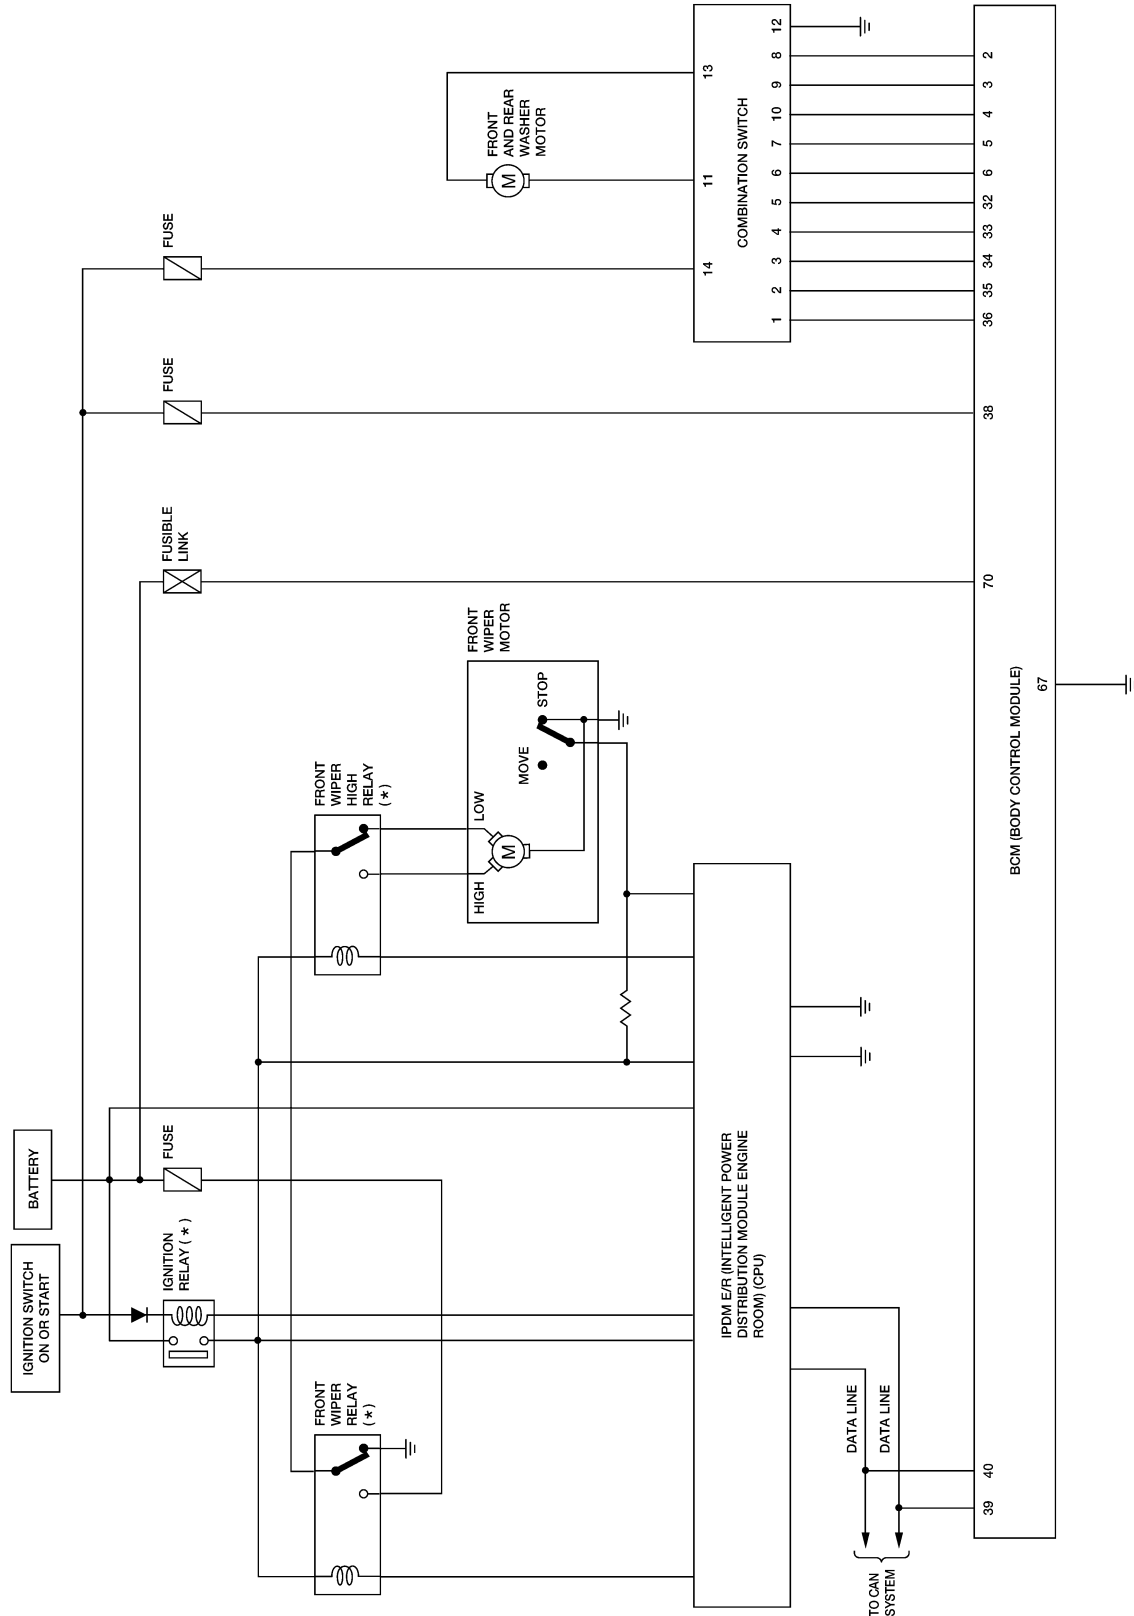 IGNITION SWITCH
ON OR START
BATTERY
IGNITION
RELAY (*)
FUSE
FUSIBLE
LINK
FUSE
FUSE
FRONT
WIPER
RELAY
(*)
FRONT
WIPER
HIGH
RELAY
(*)
FRONT
WIPER
MOTOR
HIGH
LOW
M
MOVE
STOP
FRONT
AND REAR
WASHER
MOTOR
M
14
11
13
COMBINATION SWITCH
1
2
3
4
5
6
7
10
9
8
12
IPDM E/R (INTELLIGENT POWER
DISTRIBUTION MODULE ENGINE
ROOM) (CPU)
DATA LINE
DATA LINE
TO CAN
SYSTEM
39
40
70
38
36
35
34
33
32
6
5
4
3
2
BCM (BODY CONTROL MODULE)
67